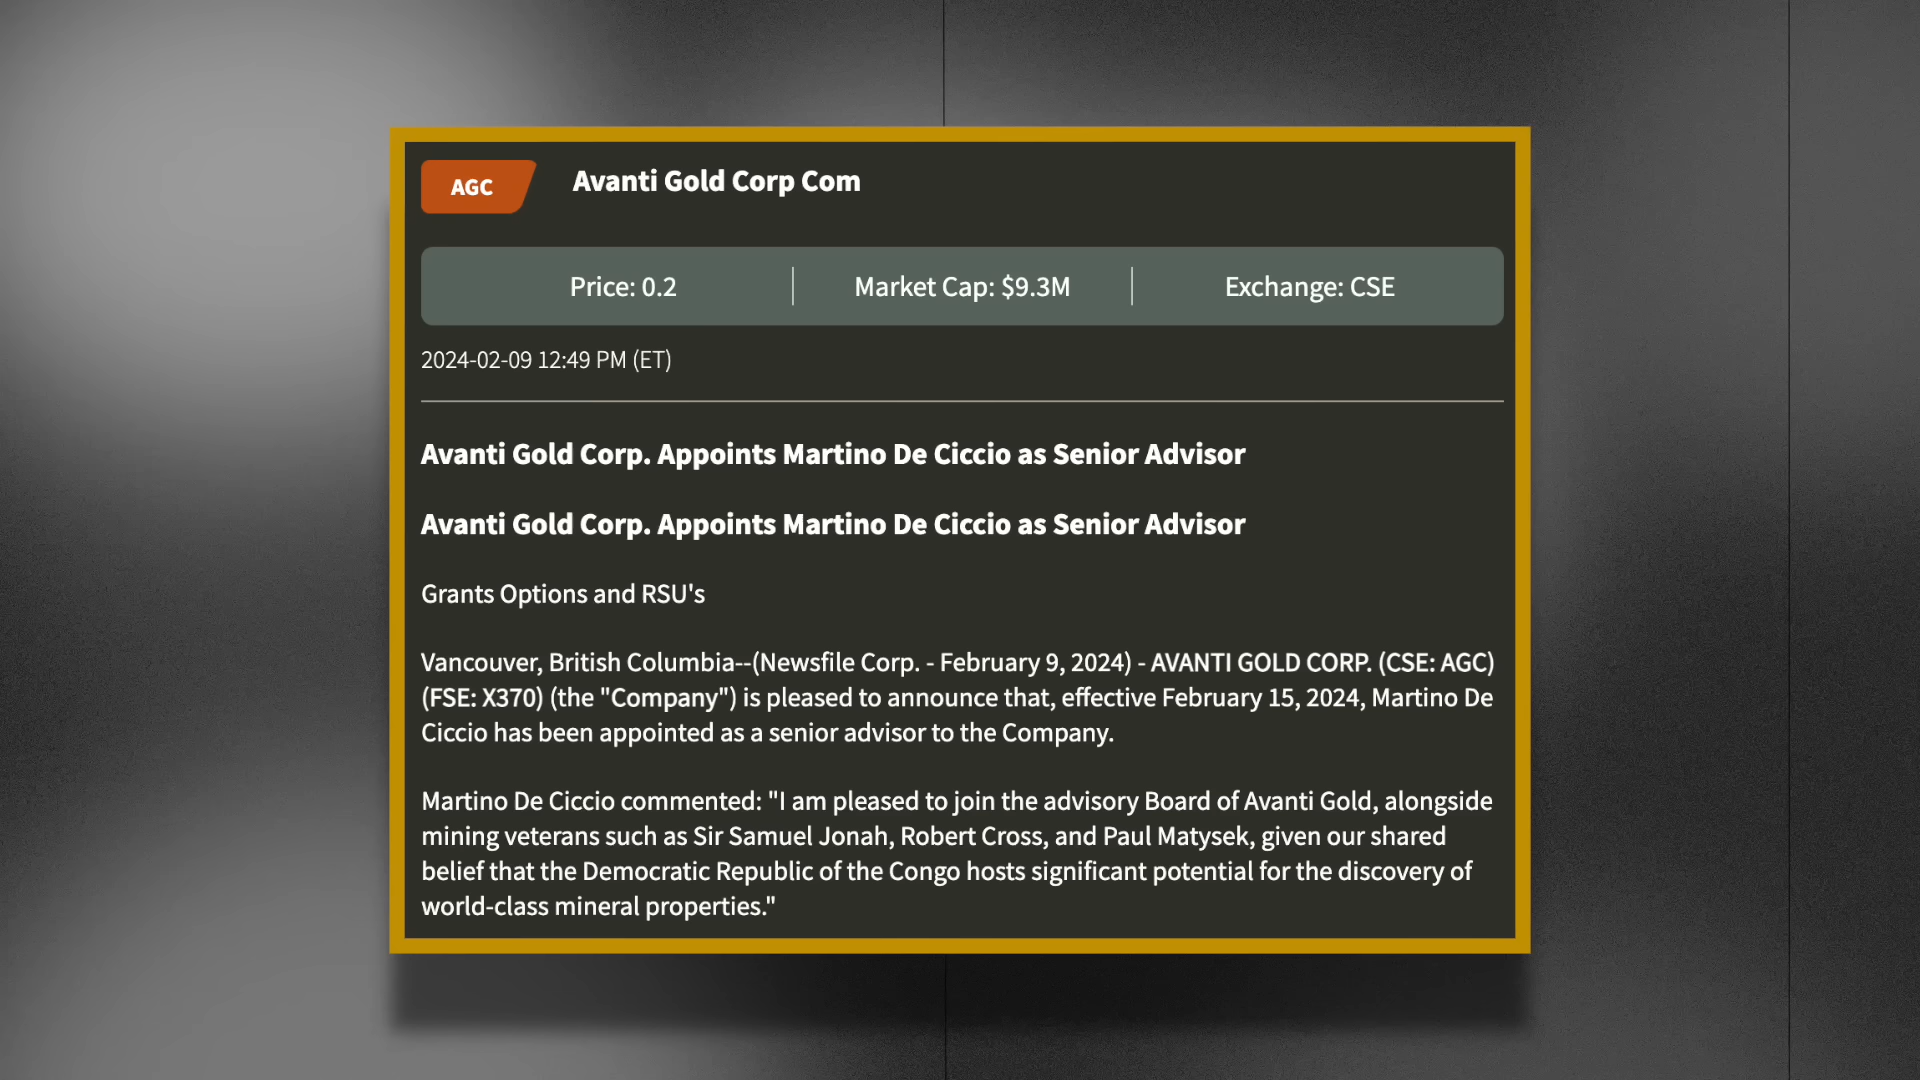 AGC
Avanti Gold Corp Com
Price: 0.2
Market Cap: $9.3M
Exchange: CSE
2024-02-09 12:49 PM (ET)
Avanti Gold Corp. Appoints Martino De Ciccio as Senior Advisor
Avanti Gold Corp. Appoints Martino De Ciccio as Senior Advisor
Grants Options and RSU's
Vancouver, British Columbia--(Newsfile Corp. - February 9, 2024) - AVANTI GOLD CORP. (CSE: AGC)
(FSE: X370) (the "Company") is pleased to announce that, effective February 15, 2024, Martino De
Ciccio has been appointed as a senior advisor to the Company.
Martino De Ciccio commented: "I am pleased to join the advisory Board of Avanti Gold, alongside
mining veterans such as Sir Samuel Jonah, Robert Cross, and Paul Matysek, given our shared
belief that the Democratic Republic of the Congo hosts significant potential for the discovery of
world-class mineral properties."